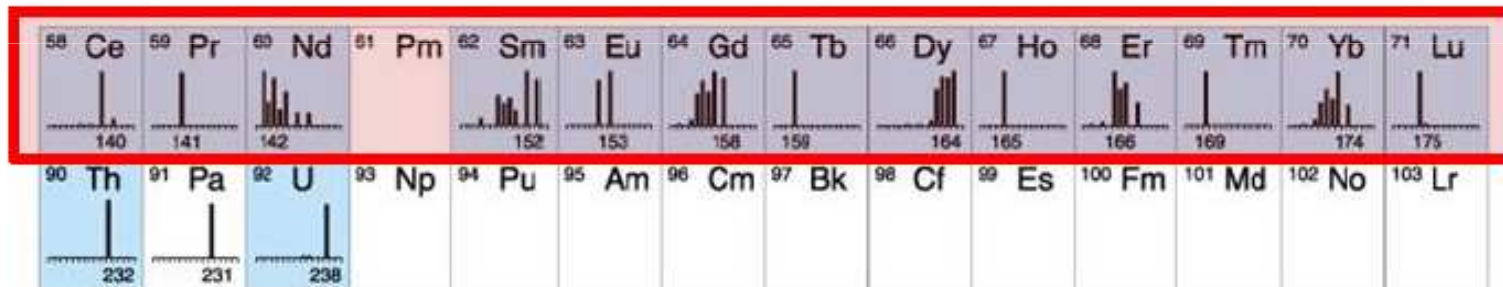 58 Ce 59 Pr 60 Nd 61 Pm 62 Sm 63 Eu 64 Gd 65 Tb 66 Dy 67 Ho 68 Er 69 Tm 70 Yb 71 Lu
140 141 142 152 153 158 159 164 165 166 169 174 175
90 Th 91 Pa 92 U 93 Np 94 Pu 95 Am 96 Cm 97 Bk 98 Cf 99 Es 100 Fm 101 Md 102 No 103 Lr
232 231 238